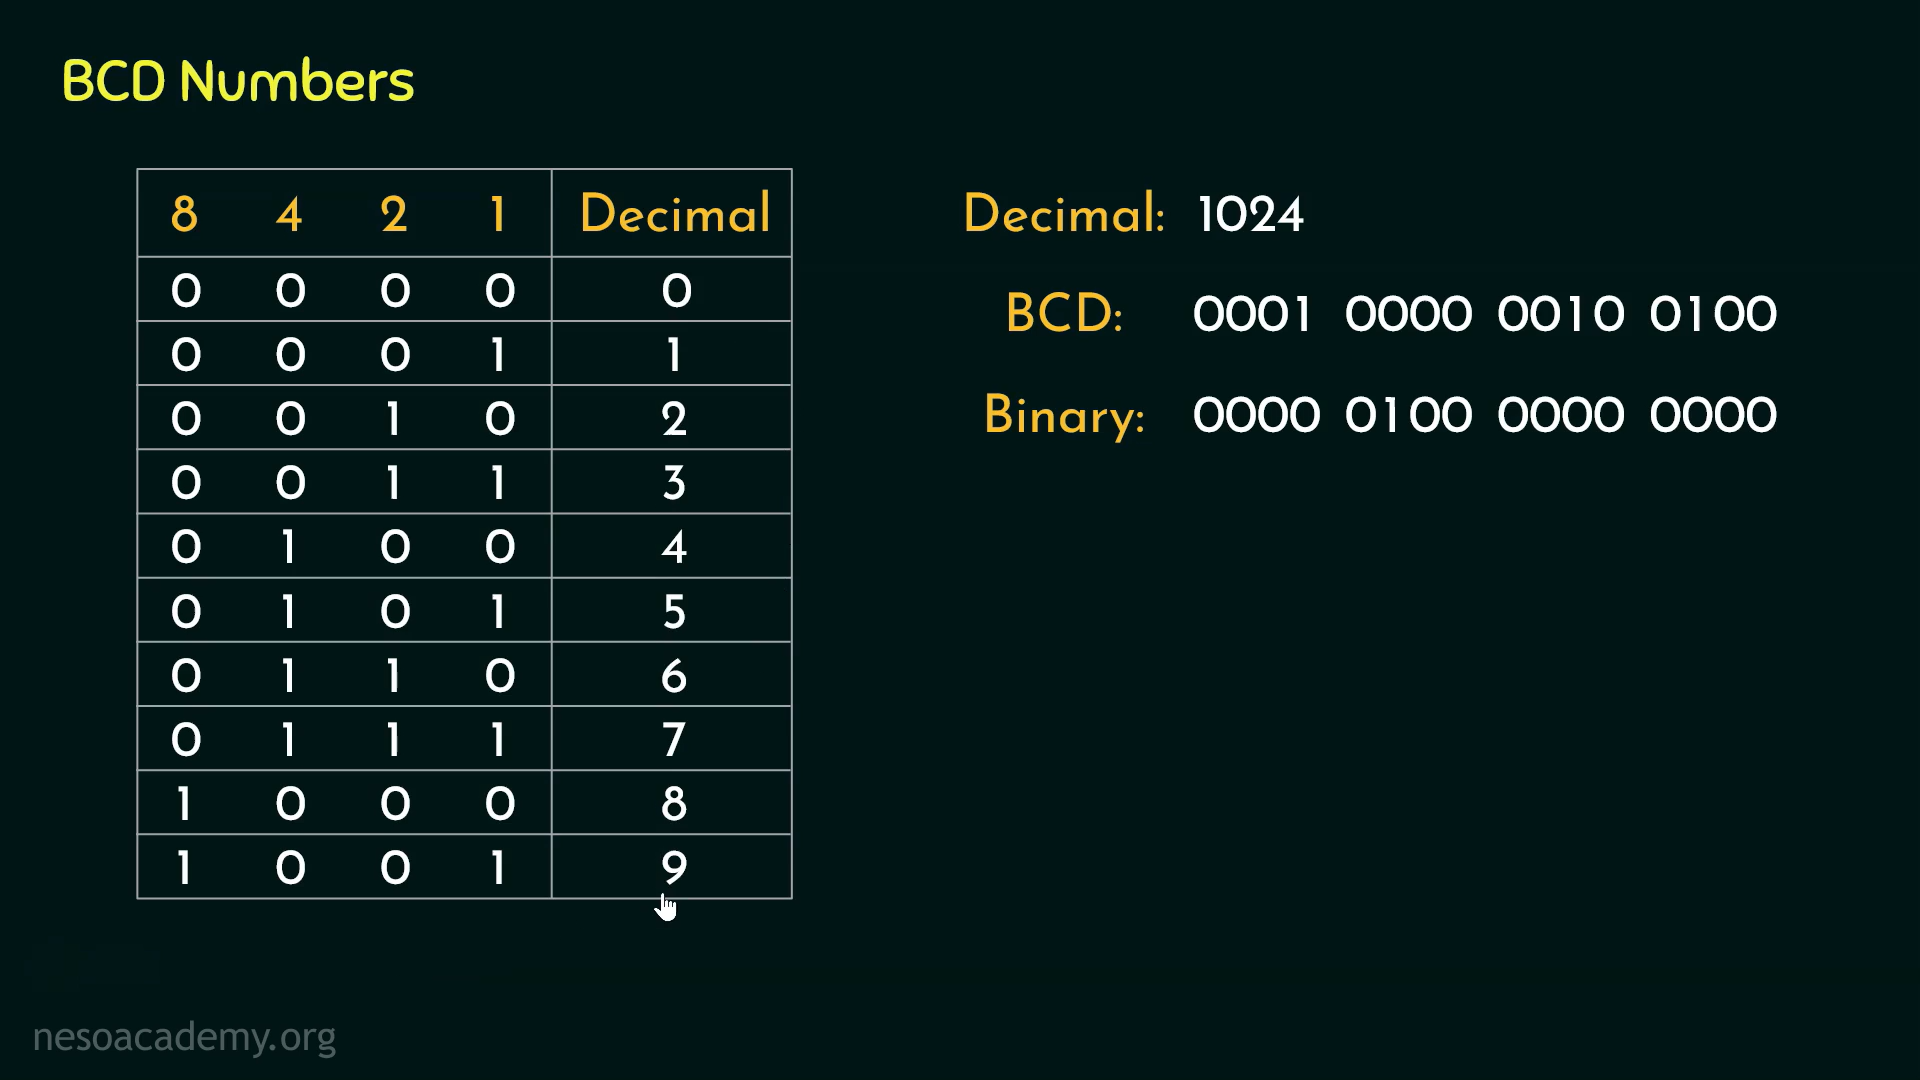 BCD Numbers
8 4 2 1 Decimal
0 0 0 0 0
0 0 0 1 1
0 0 1 0 2
0 0 1 1 3
0 1 0 0 4
0 1 0 1 5
0 1 1 0 6
0 1 1 1 7
1 0 0 0 8
1 0 0 1 9
Decimal: 1024
BCD: 0001 0000 0010 0100
Binary: 0000 0100 0000 0000
nesoacademy.org